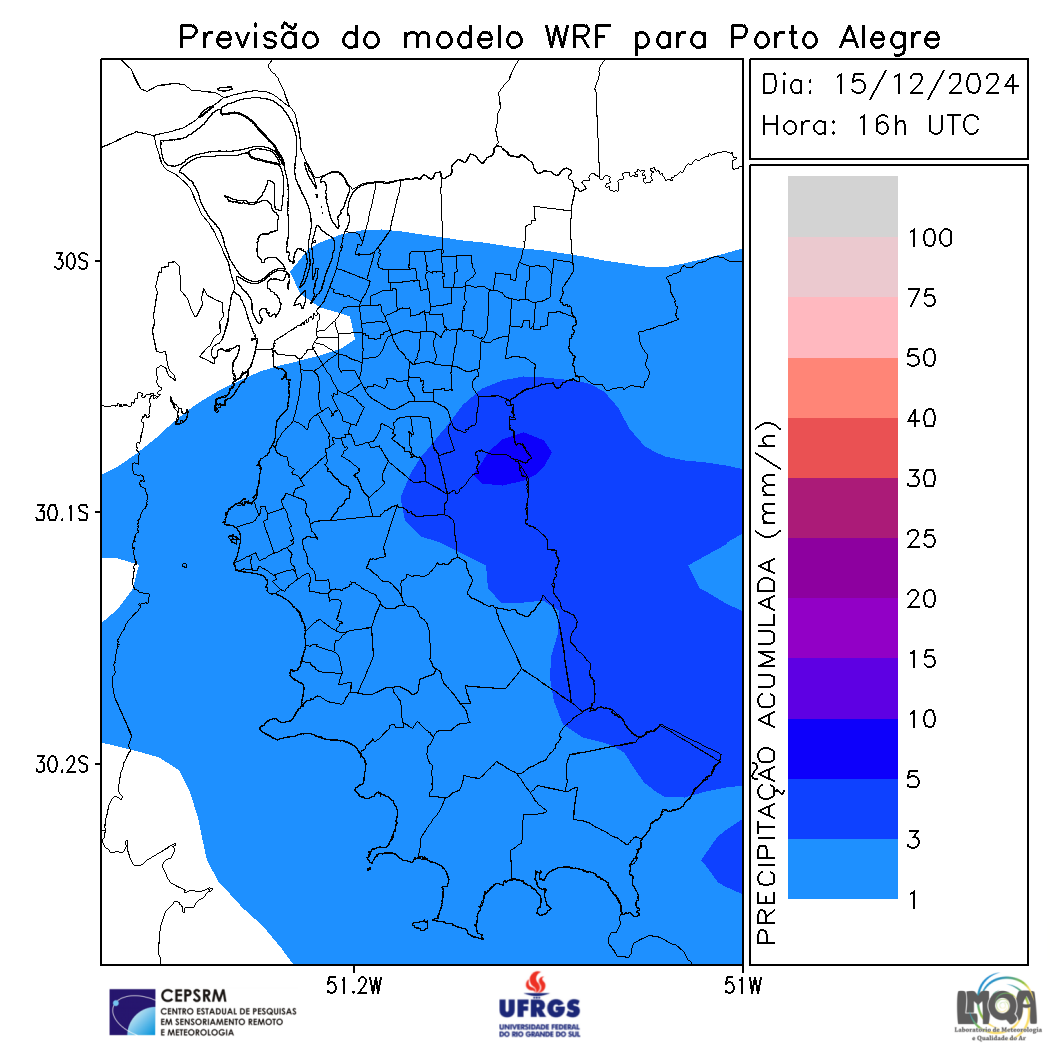 Previsão do modelo WRF para Porto Alegre
Dia: 15/12/2024
Hora: 16h UTC
30S
30.1S
30.2S
51.2W
51W
PRECIPITAÇÃO ACUMULADA (mm/h)
100
75
50
40
30
25
20
15
10
5
3
1
CEPSRM
CENTRO ESTADUAL DE PESQUISAS
EM SENSORIAMENTO REMOTO
E METEOROLOGIA
UFRGS
UNIVERSIDADE FEDERAL
DO RIO GRANDE DO SUL
LMQA
Laboratório de Meteorologia
e Qualidade do Ar